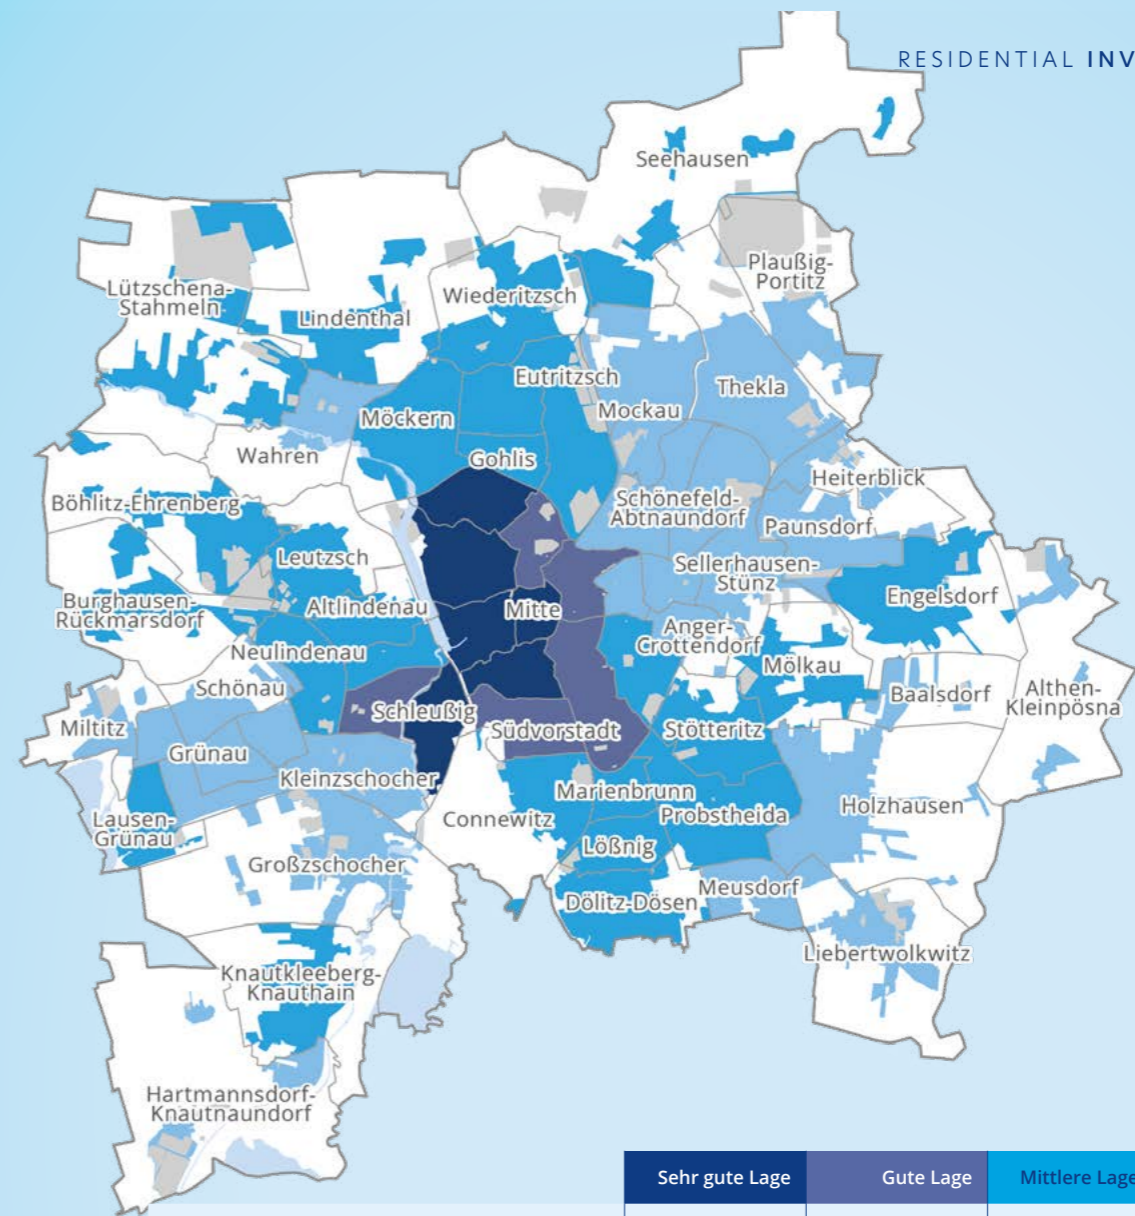 RESIDENTIAL INV
Seehausen
Plaußig-
Portitz
Lützschena-
Stahmeln
Wiederitzsch
Lindenthal
Eutritzsch
Thekla
Mockau
Möckern
Wahren
Gohlis
Heiterblick
Böhlitz-Ehrenberg
Schönefeld-
Abtnaundorf
Paunsdorf
Leutzsch
Sellerhausen-
Stünz
Engelsdorf
Burghausen-
Rückmarsdorf
Altlindenau
Mitte
Anger-
Crottendorf
Neulindenau
Mölkau
Schönau
Baalsdorf
Althen-
Kleinpösna
Schleußig
Miltitz
Südvorstadt
Stötteritz
Grünau
Kleinzschocher
Marienbrunn
Holzhausen
Lausen-
Grünau
Connewitz
Probstheida
Lößnig
Großzschocher
Meusdorf
Dölitz-Dösen
Liebertwolkwitz
Knautkleeberg-
Knauthain
Hartmannsdorf-
Knautnaundorf
Sehr gute Lage
Gute Lage
Mittlere Lage